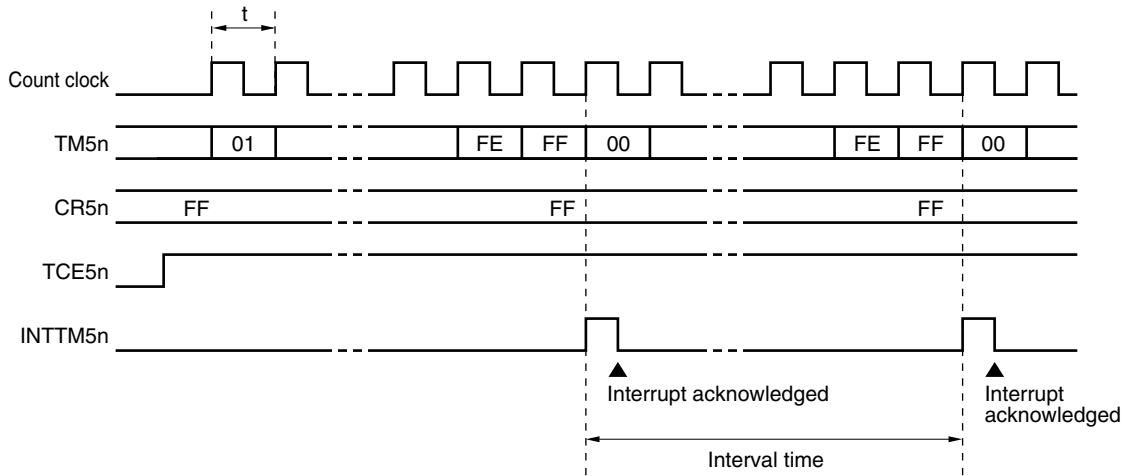 t
Count clock
TM5n 01 FE FF 00 FE FF 00
CR5n FF FF FF
TCE5n
INTTM5n
Interrupt acknowledged
Interrupt
acknowledged
Interval time